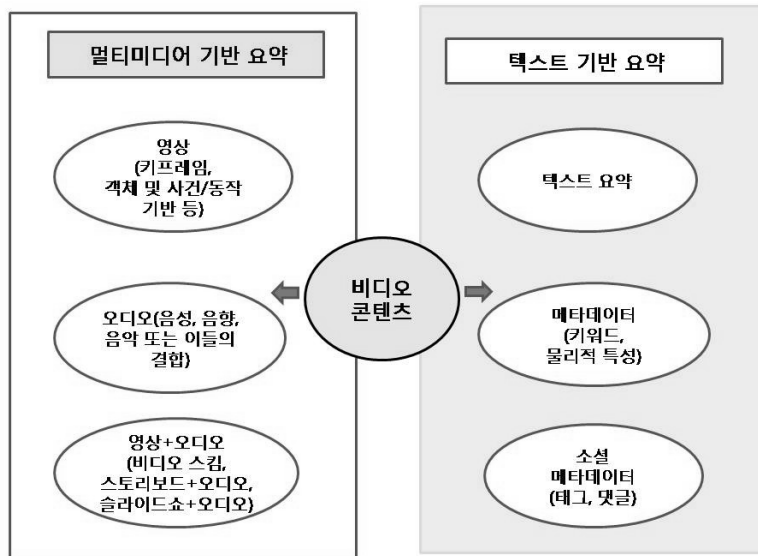 멀티미디어 기반 요약
영상
(키프레임,
객체 및 사건/동작
기반 등)
오디오(음성, 음향,
음악 또는 이들의
결합)
영상+오디오
(비디오 스킴,
스토리보드+오디오,
슬라이드쇼+오디오)
비디오
콘텐츠
텍스트 기반 요약
텍스트 요약
메타데이터
(키워드,
물리적 특성)
소셜
메타데이터
(태그, 댓글)